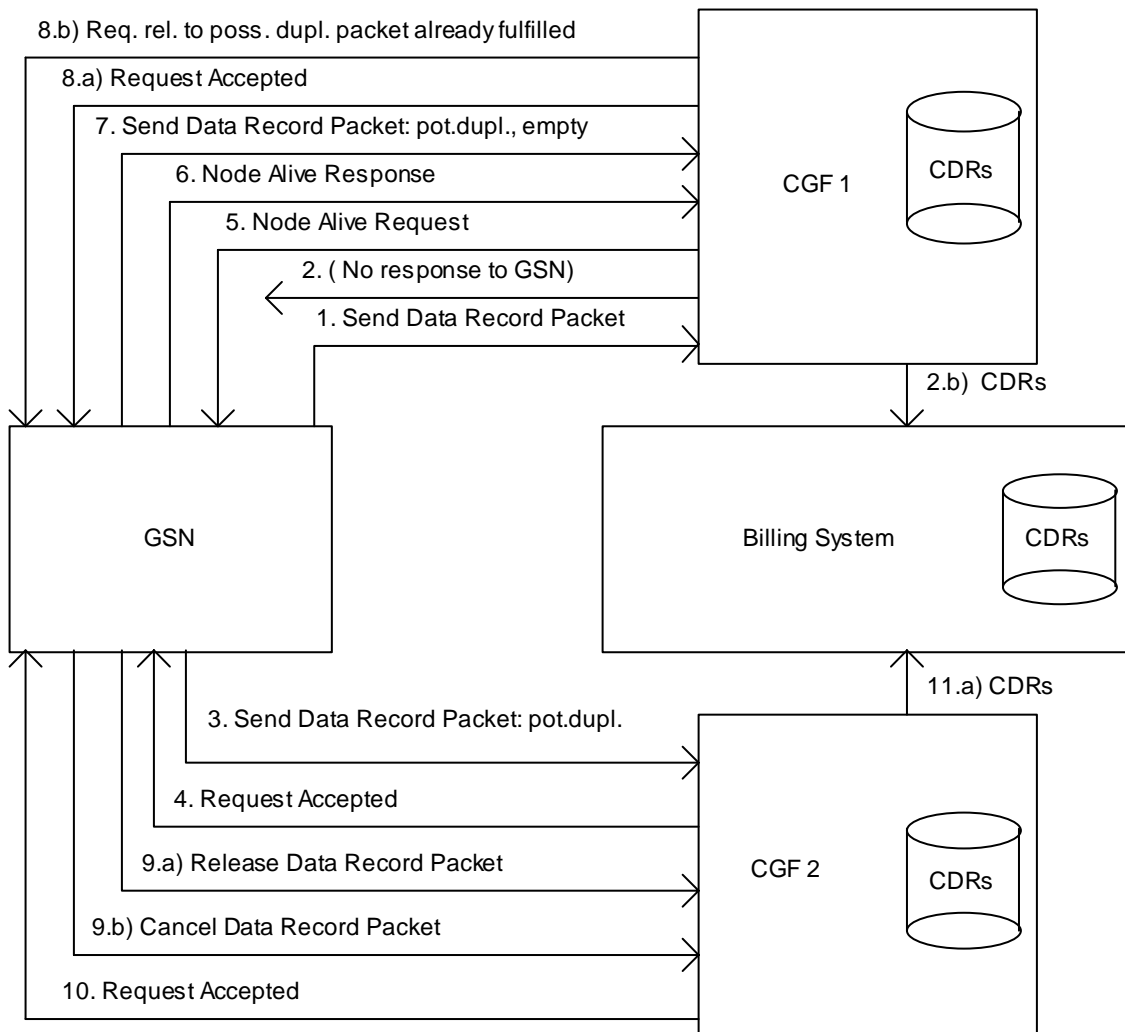 8.b) Req. rel. to poss. dupl. packet already fulfilled
8.a) Request Accepted
7. Send Data Record Packet: pot.dupl., empty
6. Node Alive Response
5. Node Alive Request
2. ( No response to GSN)
1. Send Data Record Packet
CGF 1
CDRs
2.b) CDRs
GSN
Billing System
CDRs
11.a) CDRs
3. Send Data Record Packet: pot.dupl.
4. Request Accepted
9.a) Release Data Record Packet
9.b) Cancel Data Record Packet
10. Request Accepted
CGF 2
CDRs